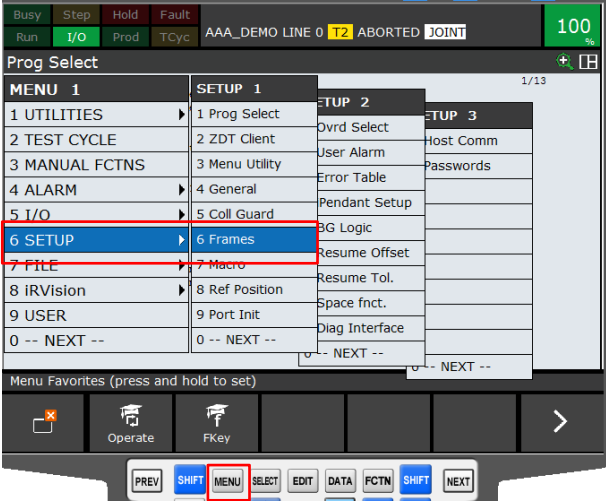 Busy Step Hold Fault
Run I/O Prod TCyc
AAA_DEMO LINE 0 T2 ABORTED JOINT
100
%
Prog Select
1/13
MENU 1
1 UTILITIES
2 TEST CYCLE
3 MANUAL FCTNS
4 ALARM
5 I/O
6 SETUP
7 FILE
8 iRVision
9 USER
0 -- NEXT --
SETUP 1
1 Prog Select
2 ZDT Client
3 Menu Utility
4 General
5 Coll Guard
6 Frames
7 Macro
8 Ref Position
9 Port Init
0 -- NEXT --
ETUP 2
Ovrd Select
User Alarm
Error Table
Pendant Setup
BG Logic
Resume Offset
Resume Tol.
Space fnct.
Diag Interface
-- NEXT --
ETUP 3
Host Comm
Passwords
-- NEXT --
Menu Favorites (press and hold to set)
Operate
FKey
PREV SHIFT MENU SELECT EDIT DATA FCTN SHIFT NEXT